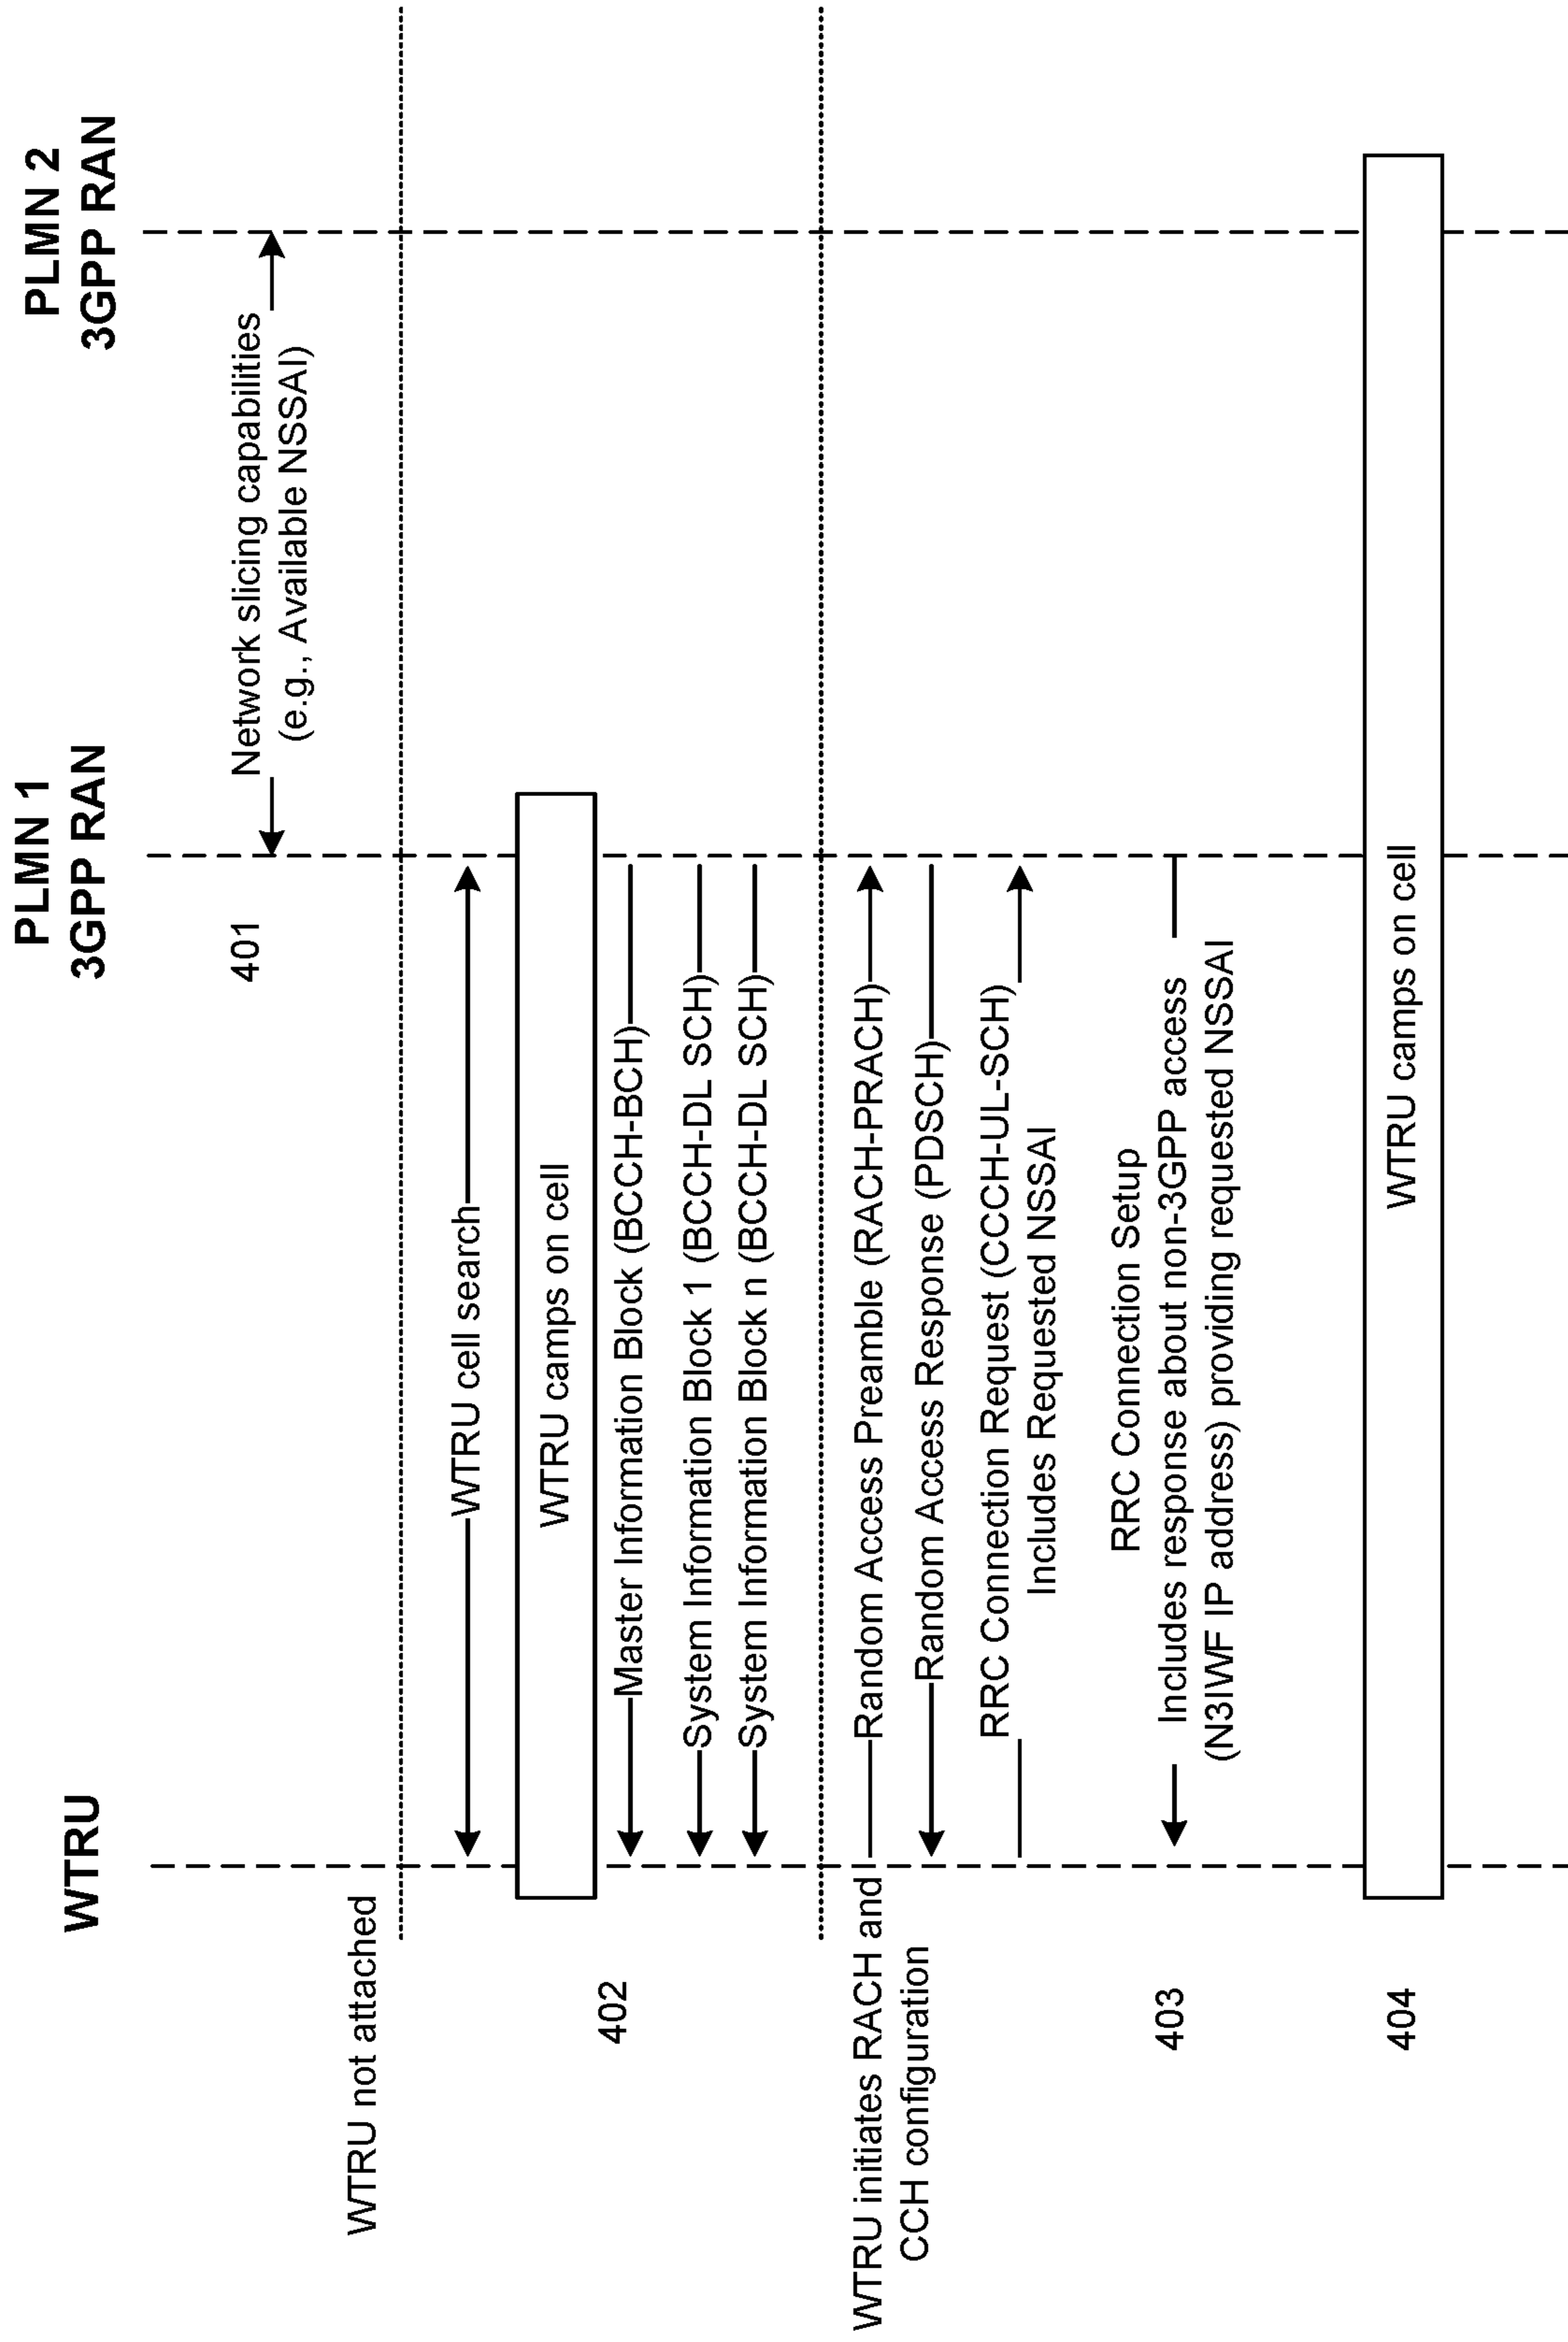 WTRU
PLMN 1
3GPP RAN
PLMN 2
3GPP RAN
401
Network slicing capabilities
(e.g., Available NSSAI)
WTRU not attached
WTRU cell search
WTRU camps on cell
402
Master Information Block (BCCH-BCH)
System Information Block 1 (BCCH-DL SCH)
System Information Block n (BCCH-DL SCH)
WTRU initiates RACH and
CCH configuration
Random Access Preamble (RACH-PRACH)
Random Access Response (PDSCH)
RRC Connection Request (CCCH-UL-SCH)
Includes Requested NSSAI
403
RRC Connection Setup
Includes response about non-3GPP access
(N3IWF IP address) providing requested NSSAI
404
WTRU camps on cell